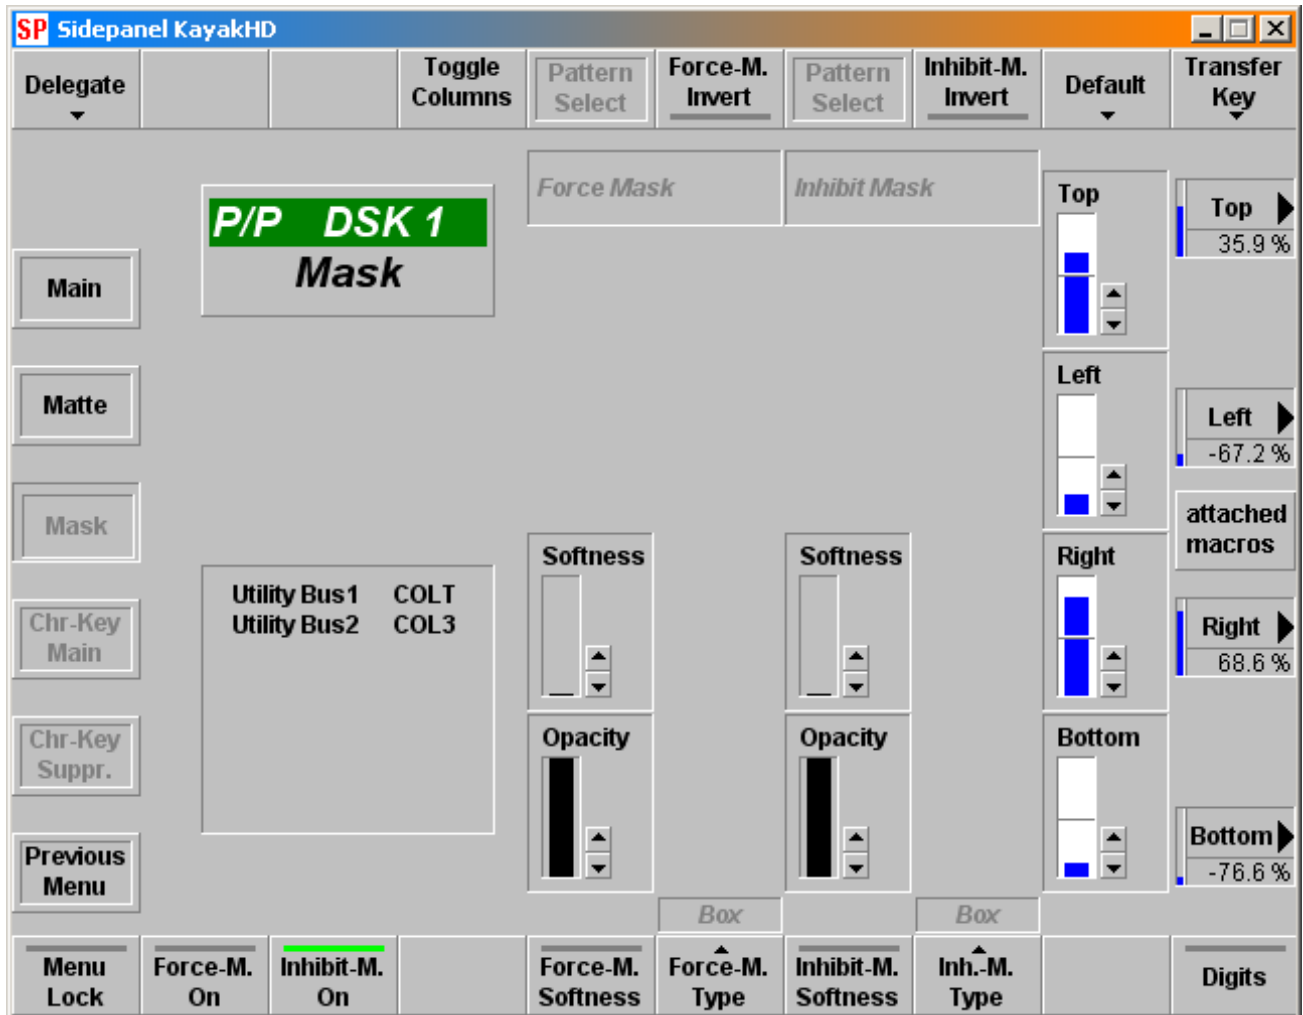 SP Sidepanel KayakHD
Delegate
Toggle
Columns
Pattern
Select
Force-M.
Invert
Pattern
Select
Inhibit-M.
Invert
Default
Transfer
Key
P/P DSK 1
Mask
Force Mask
Inhibit Mask
Top
Top
35.9 %
Main
Left
Left
-67.2 %
Matte
attached
macros
Mask
Utility Bus1 COLT
Utility Bus2 COL3
Softness
Softness
Right
Right
68.6 %
Chr-Key
Main
Chr-Key
Suppr.
Opacity
Opacity
Bottom
Bottom
-76.6 %
Previous
Menu
Box
Box
Menu
Lock
Force-M.
On
Inhibit-M.
On
Force-M.
Softness
Force-M.
Type
Inhibit-M.
Softness
Inh.-M.
Type
Digits